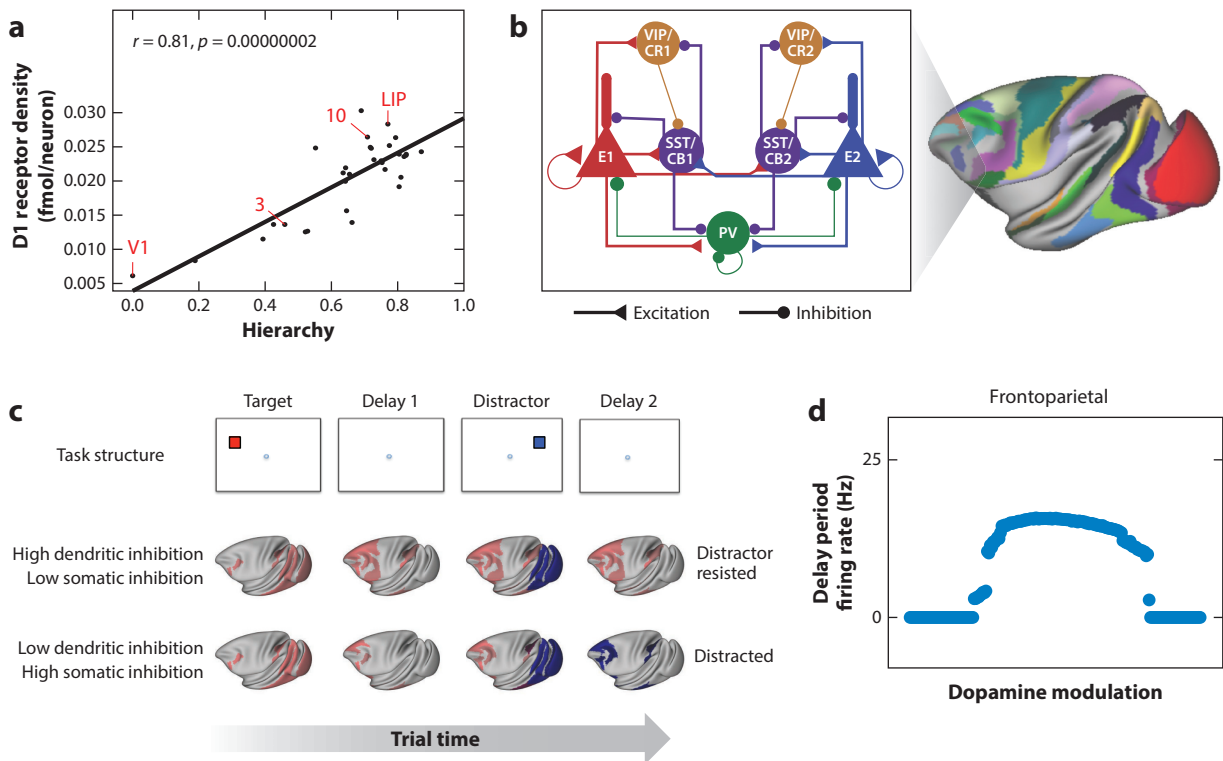 a
r = 0.81, p = 0.00000002
D1 receptor density
(fmol/neuron)
0.030
0.025
0.020
0.015
0.010
0.005
10
LIP
3
V1
0.0
0.2
0.4
0.6
0.8
1.0
Hierarchy
b
VIP/
CR1
VIP/
CR2
E1
SST/
CB1
SST/
CB2
E2
PV
Excitation
Inhibition
c
Target
Delay 1
Distractor
Delay 2
Task structure
High dendritic inhibition
Low somatic inhibition
Distractor
resisted
Low dendritic inhibition
High somatic inhibition
Distracted
Trial time
d
Frontoparietal
Delay period
firing rate (Hz)
25
0
Dopamine modulation